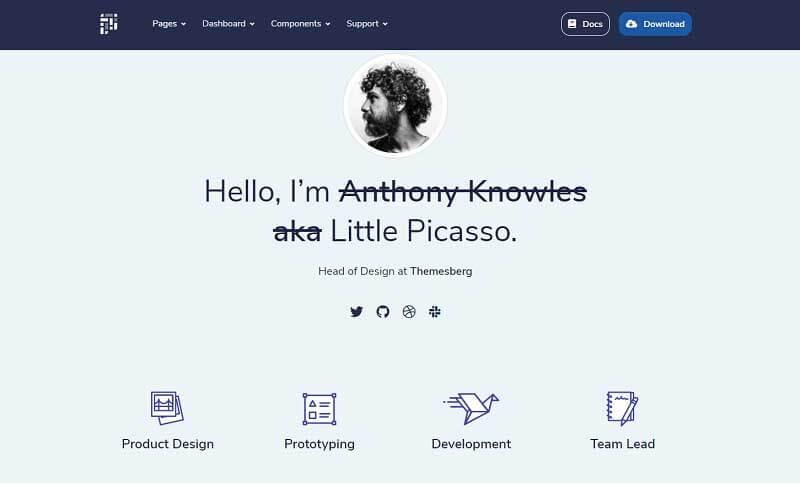 Pages Dashboard Components Support Docs Download
Hello, I’m Anthony Knowles
aka Little Picasso.
Head of Design at Themesberg
Product Design Prototyping Development Team Lead